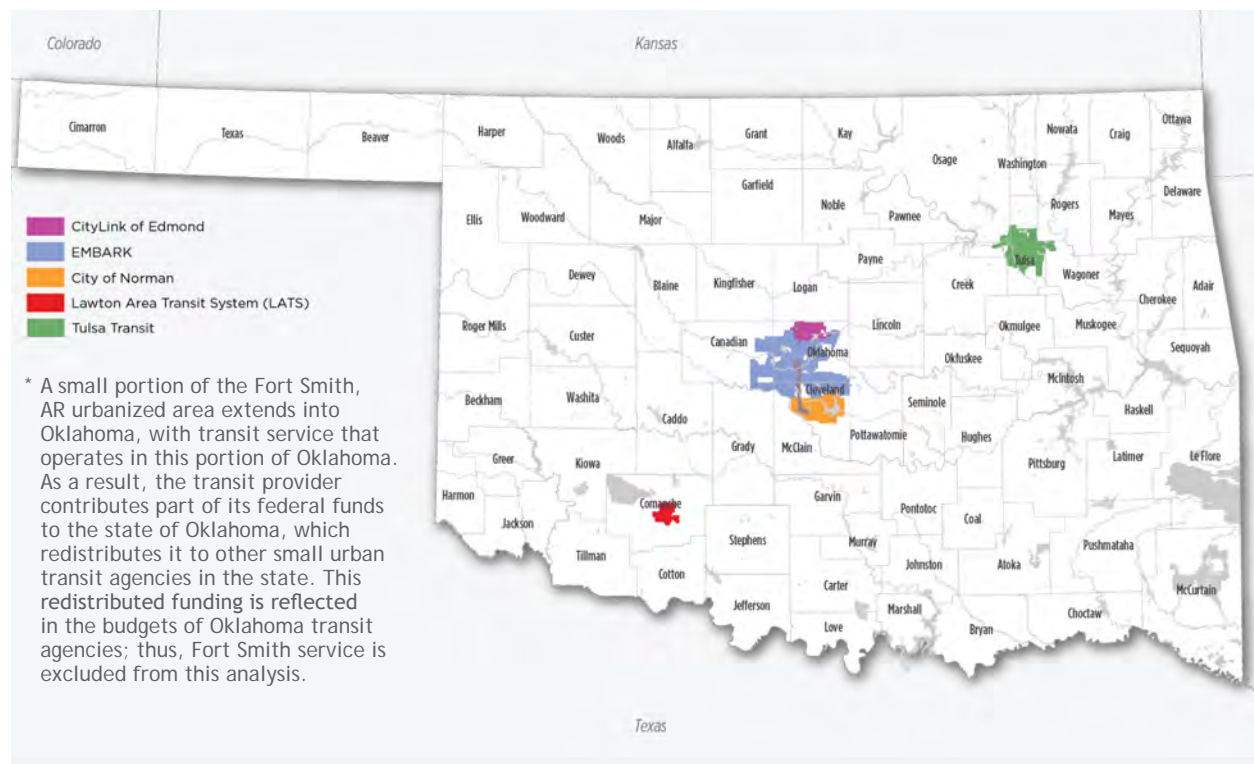 Colorado
Kansas
Cimarron
Texas
Beaver
Harper
Woods
Alfalfa
Grant
Kay
Osage
Washington
Nowata
Craig
Ottawa
Delaware
Ellis
Woodward
Major
Garfield
Noble
Pawnee
Rogers
Mayes
CityLink of Edmond
EMBARK
City of Norman
Lawton Area Transit System (LATS)
Tulsa Transit
Dewey
Blaine
Kingfisher
Logan
Payne
Creek
Tulsa
Wagoner
Cherokee
Adair
Roger Mills
Custer
Canadian
Oklahoma
Lincoln
Okfuskee
Okmulgee
Muskogee
Sequoyah
McIntosh
Beckham
Washita
Caddo
Cleveland
Seminole
Haskell
Grady
McClain
Pottawatomie
Hughes
Pittsburg
Latimer
Le Flore
Greer
Kiowa
Harmon
Jackson
Comanche
Garvin
Pontotoc
Coal
Tillman
Stephens
Murray
Johnston
Atoka
Pushmataha
McCurtain
Cotton
Carter
Jefferson
Love
Marshall
Bryan
Choctaw
* A small portion of the Fort Smith,
AR urbanized area extends into
Oklahoma, with transit service that
operates in this portion of Oklahoma.
As a result, the transit provider
contributes part of its federal funds
to the state of Oklahoma, which
redistributes it to other small urban
transit agencies in the state. This
redistributed funding is reflected
in the budgets of Oklahoma transit
agencies; thus, Fort Smith service is
excluded from this analysis.
Texas